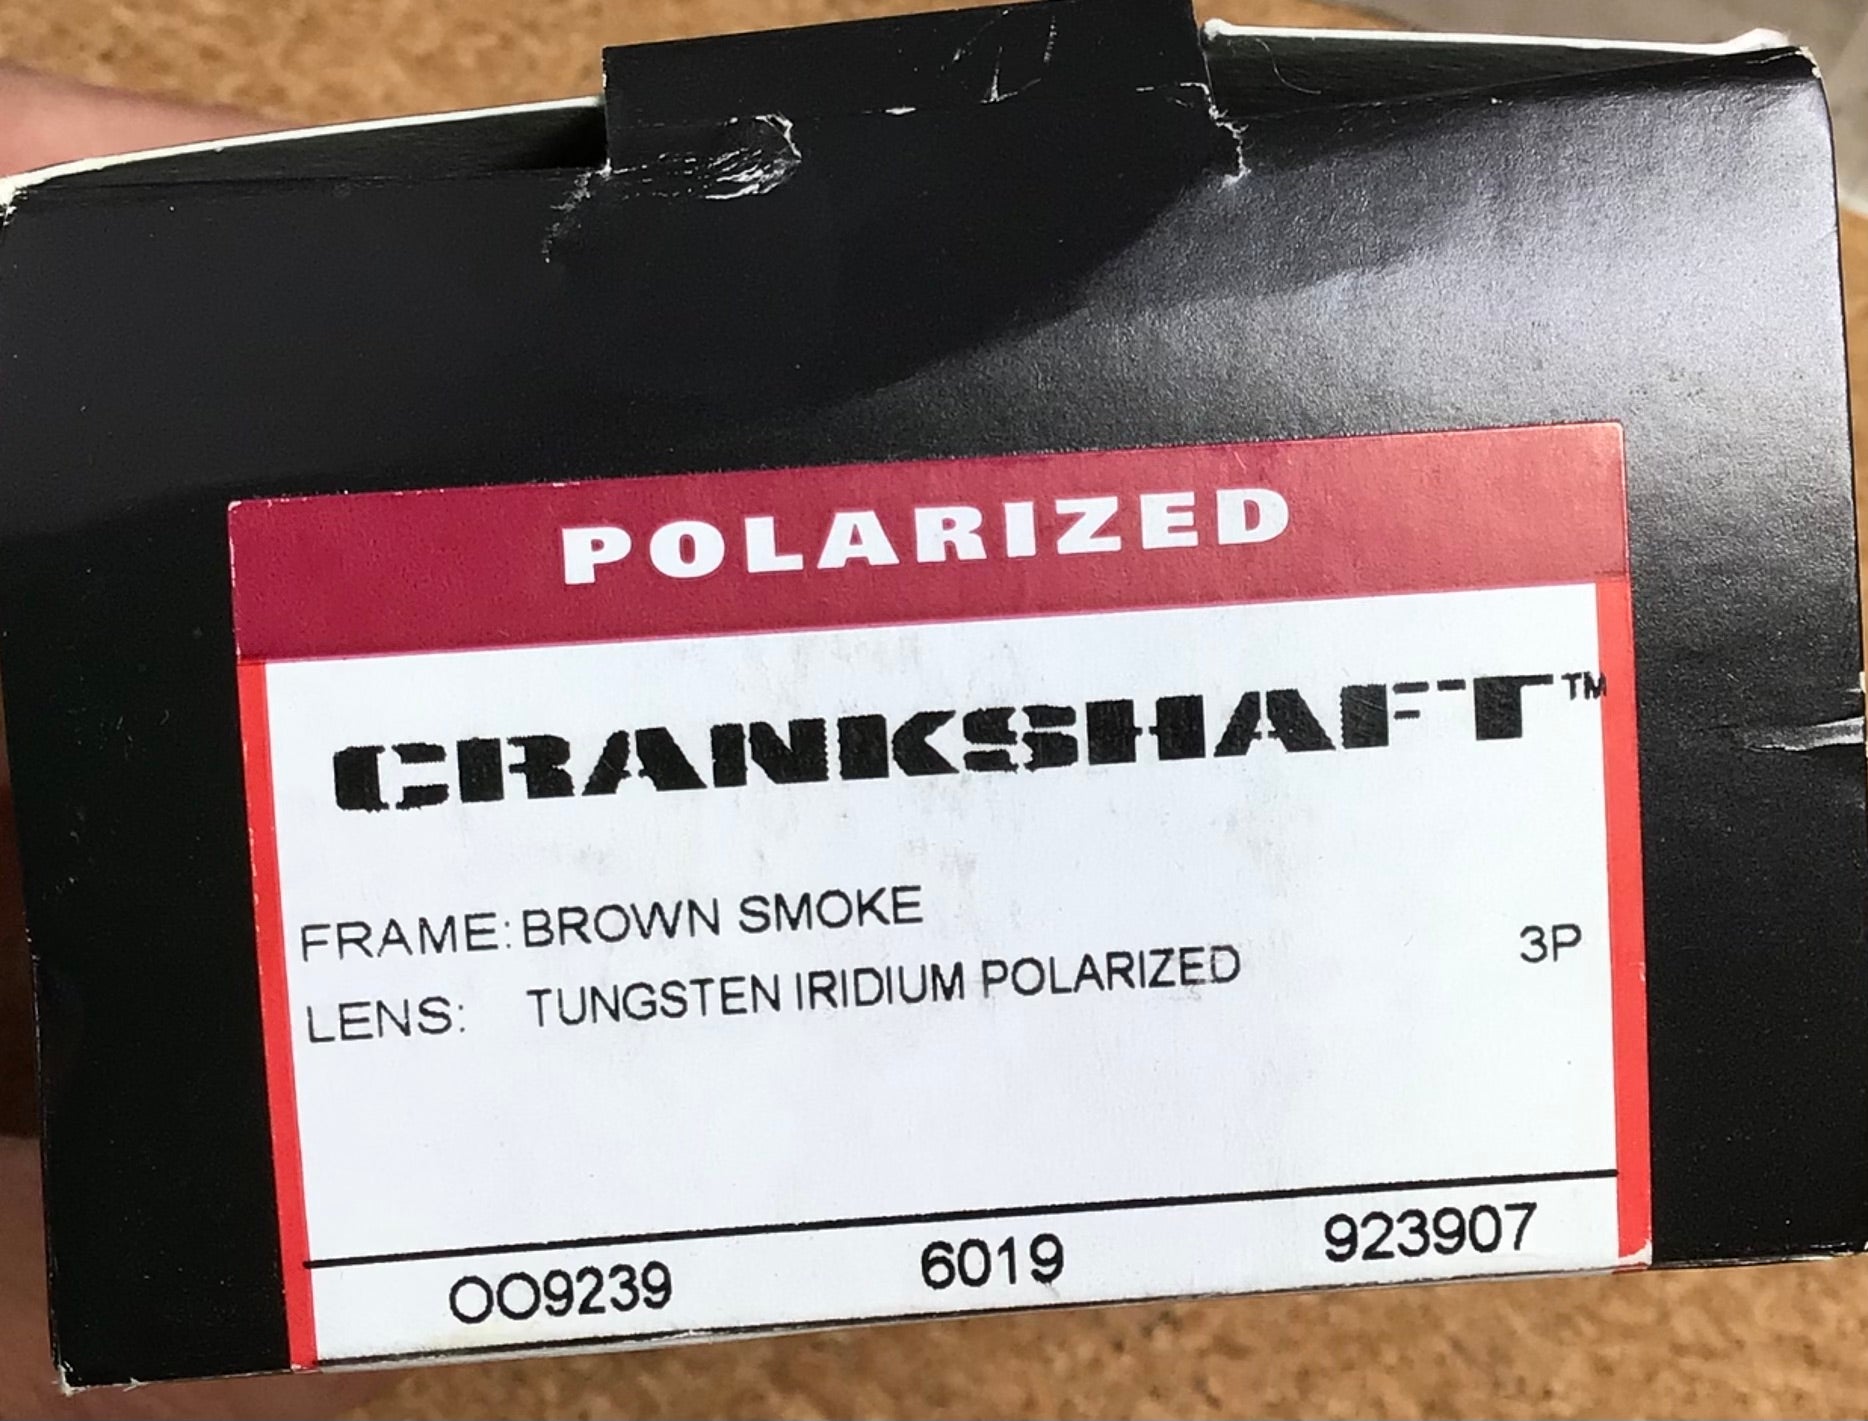 POLARIZED
CRANKSHAFT™
FRAME: BROWN SMOKE
LENS: TUNGSTEN IRIDIUM POLARIZED 3P
OO9239 6019 923907